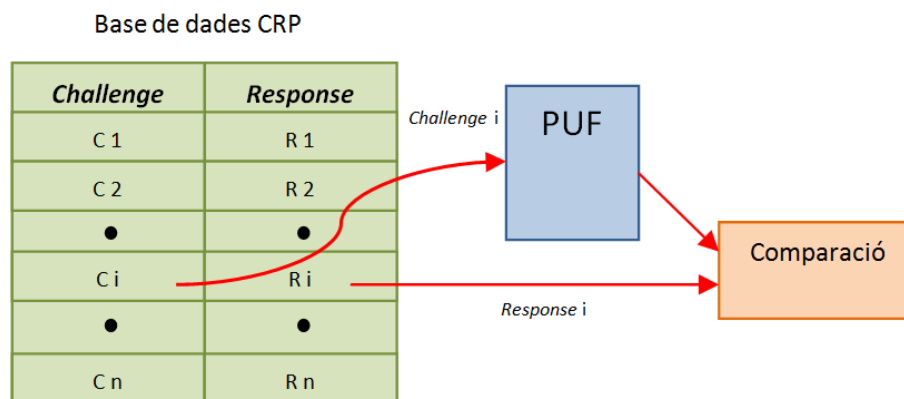 Base de dades CRP
Challenge Response
C 1 R 1
C 2 R 2
● ●
C i R i
● ●
C n R n
Challenge i
PUF
Response i
Comparació